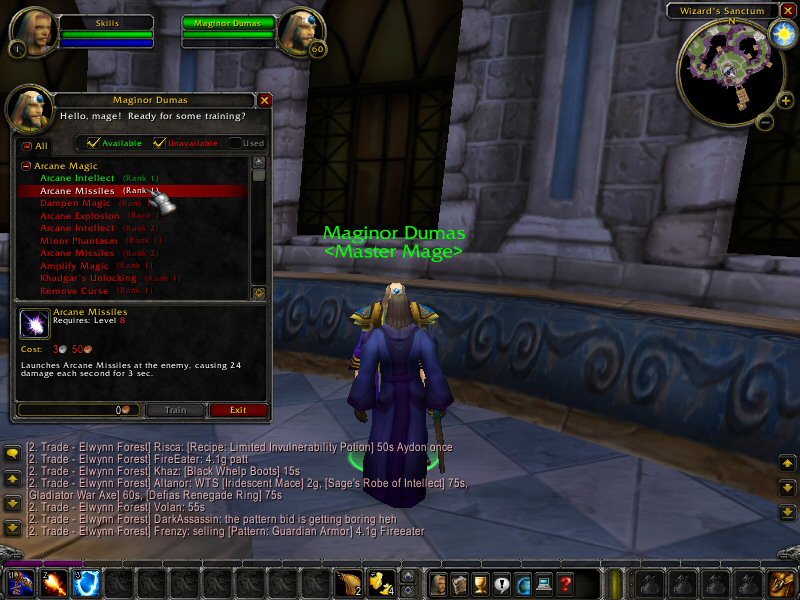 Skills
1
Maginor Dumas
60
Wizard's Sanctum
N
Maginor Dumas
Hello, mage! Ready for some training?
All
Available
Unavailable
Used
Arcane Magic
Arcane Intellect (Rank 1)
Arcane Missiles (Rank 1)
Dampen Magic (Rank
Arcane Explosion (Rank 1)
Arcane Intellect (Rank 2)
Minor Phantasm (Rank 1)
Arcane Missiles (Rank 2)
Amplify Magic (Rank 1)
Khadgar's Unlocking (Rank 1)
Remove Curse (Rank 1)
Arcane Missiles
Requires: Level 8
Cost: 3 50
Launches Arcane Missiles at the enemy, causing 24
damage each second for 3 sec.
0
Train
Exit
Maginor Dumas
<Master Mage>
[2. Trade - Elwynn Forest] Risca: [Recipe: Limited Invulnerability Potion] 50s Aydon once
[2. Trade - Elwynn Forest] FireEater: 4.1g patt
[2. Trade - Elwynn Forest] Khaz: [Black Whelp Boots] 15s
[2. Trade - Elwynn Forest] Altanor: WTS [Iridescent Mace] 2g, [Sage's Robe of Intellect] 75s,
Gladiator War Axe] 60s, [Defias Renegade Ring] 75s
[2. Trade - Elwynn Forest] Volan: 55s
[2. Trade - Elwynn Forest] DarkAssassin: the pattern bid is getting boring heh
[2. Trade - Elwynn Forest] Frenzy: selling [Pattern: Guardian Armor] 4.1g Fireeater
1
2
3
2
4